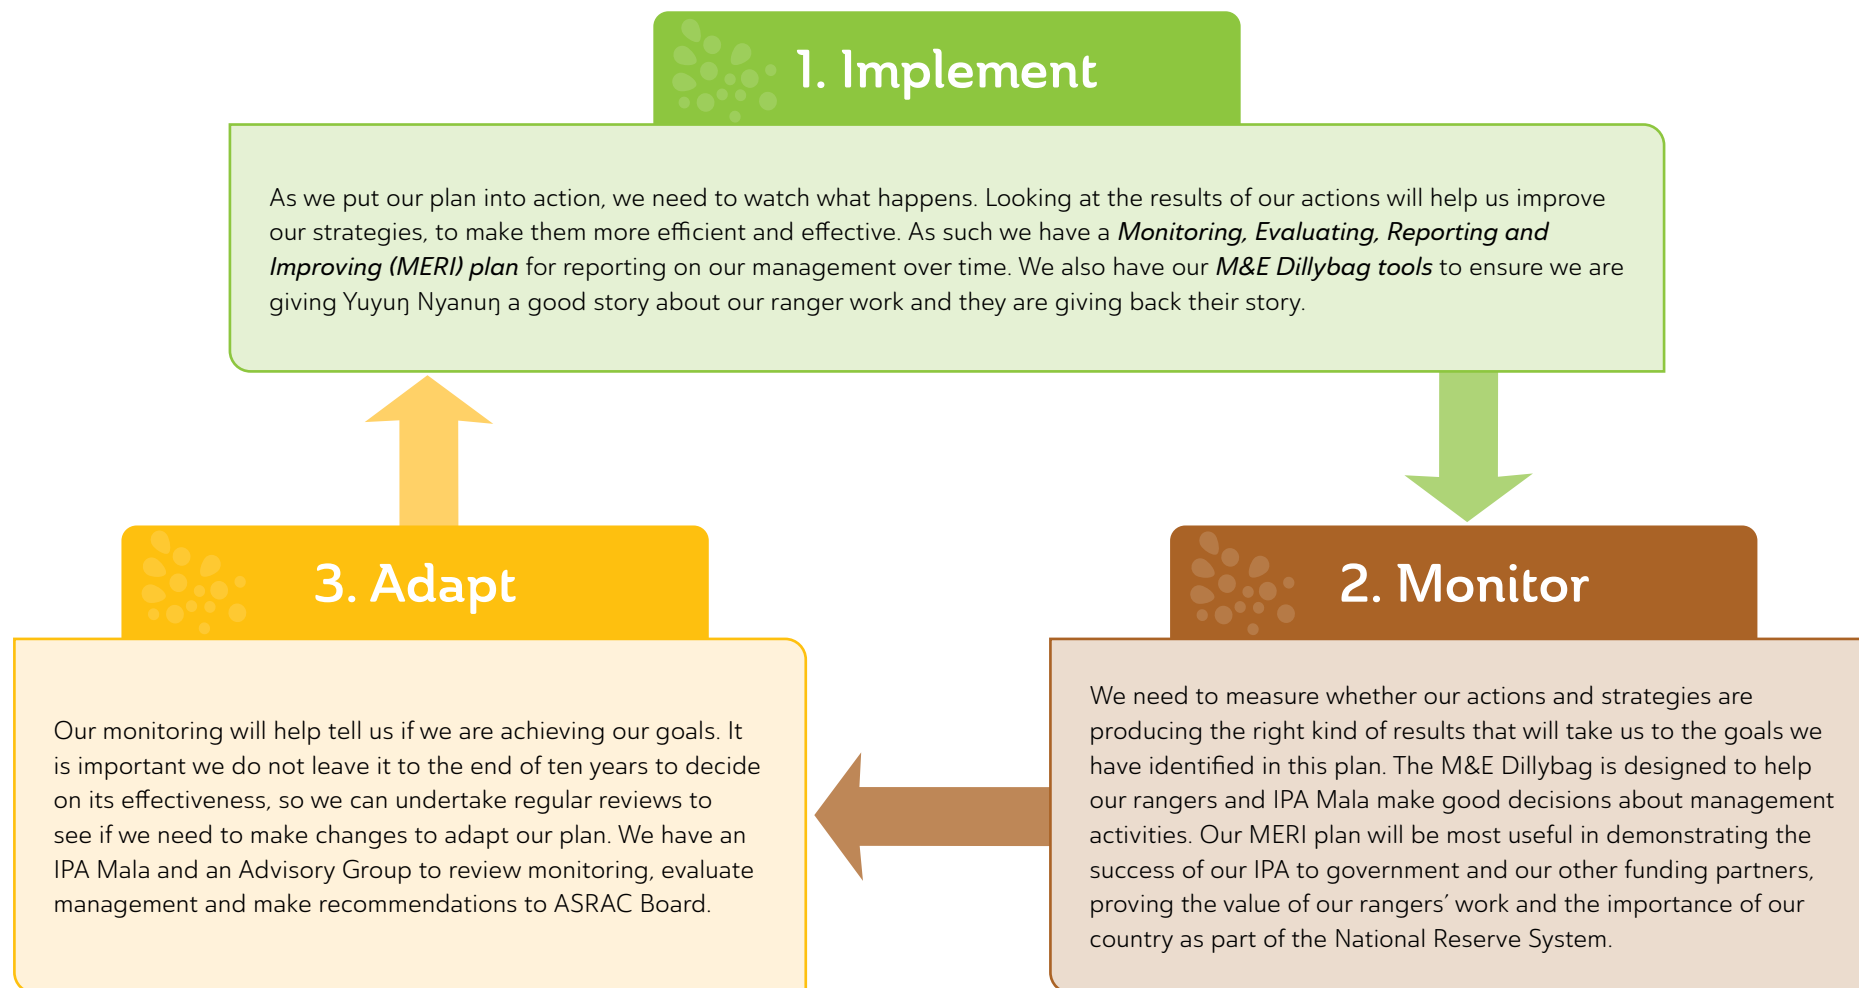 1. Implement
As we put our plan into action, we need to watch what happens. Looking at the results of our actions will help us improve
our strategies, to make them more efficient and effective. As such we have a Monitoring, Evaluating, Reporting and
Improving (MERI) plan for reporting on our management over time. We also have our M&E Dillybag tools to ensure we are
giving Yuyuŋ Nyanuŋ a good story about our ranger work and they are giving back their story.
2. Monitor
We need to measure whether our actions and strategies are
producing the right kind of results that will take us to the goals we
have identified in this plan. The M&E Dillybag is designed to help
our rangers and IPA Mala make good decisions about management
activities. Our MERI plan will be most useful in demonstrating the
success of our IPA to government and our other funding partners,
proving the value of our rangers’ work and the importance of our
country as part of the National Reserve System.
3. Adapt
Our monitoring will help tell us if we are achieving our goals. It
is important we do not leave it to the end of ten years to decide
on its effectiveness, so we can undertake regular reviews to
see if we need to make changes to adapt our plan. We have an
IPA Mala and an Advisory Group to review monitoring, evaluate
management and make recommendations to ASRAC Board.